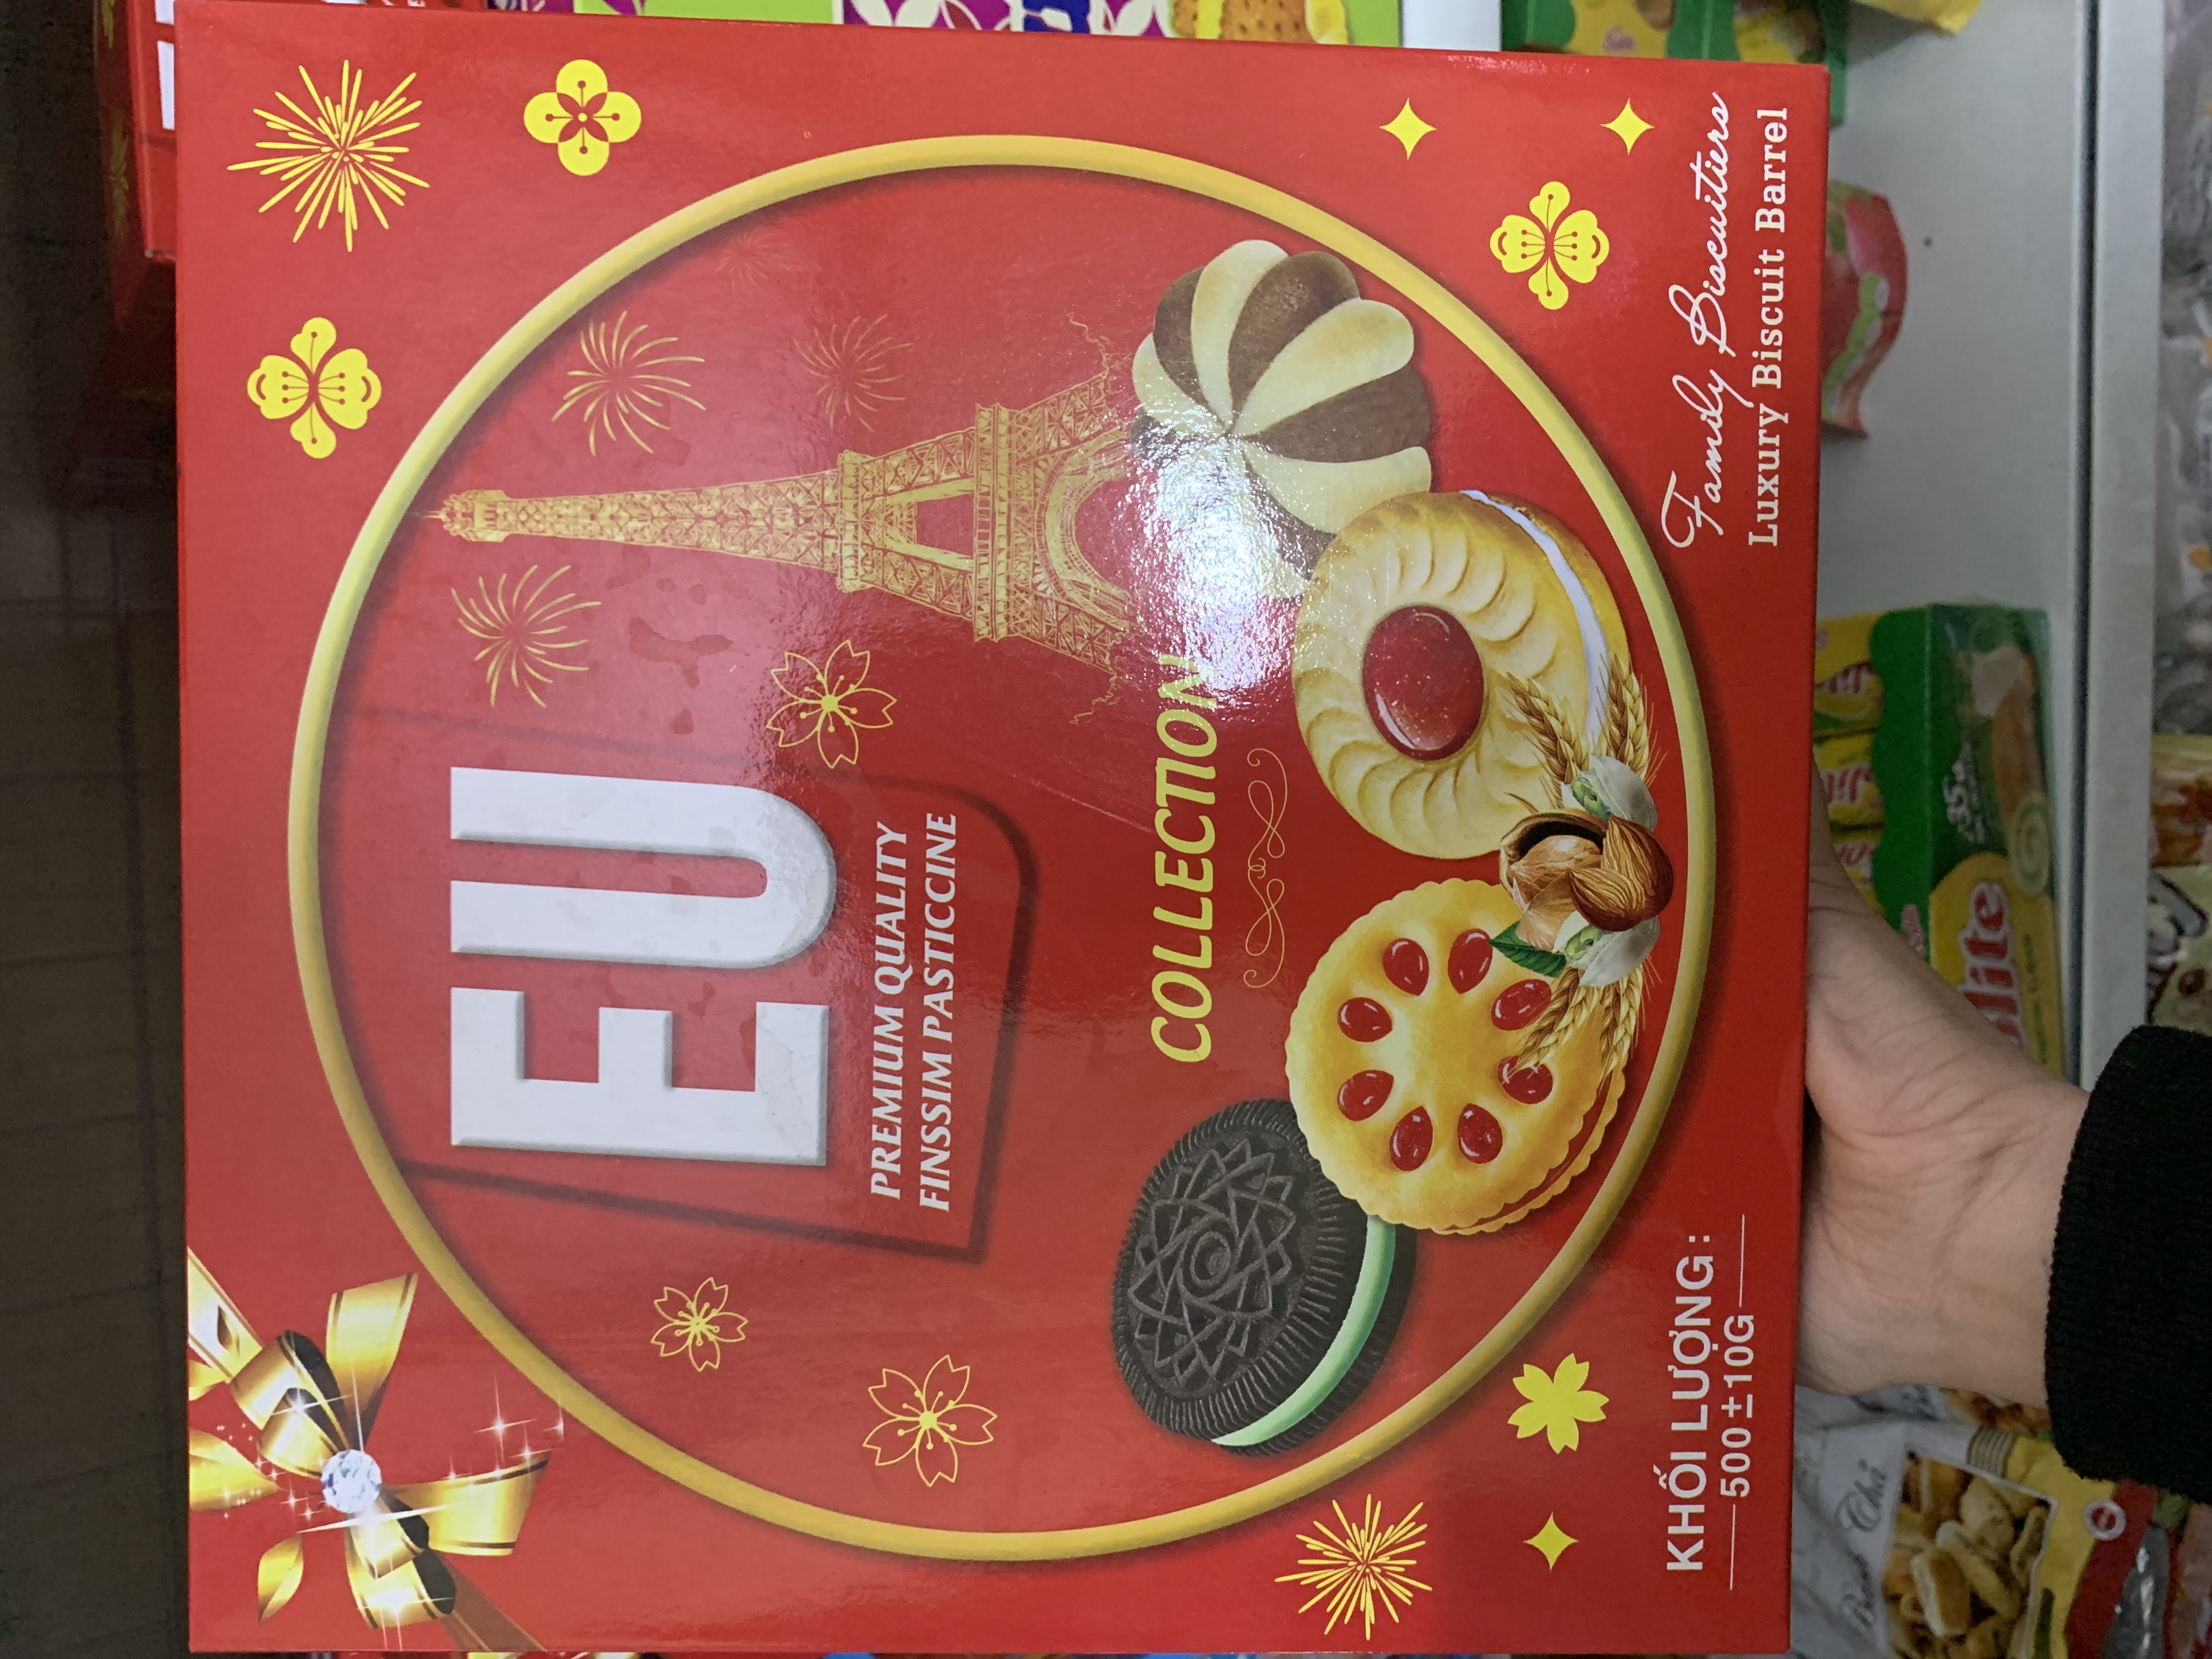 EU
PREMIUM QUALITY
FINSSIM PASTICCINE
COLLECTION
KHỐI LƯỢNG :
500±10G
Family Biscuitiers
Luxury Biscuit Barrel